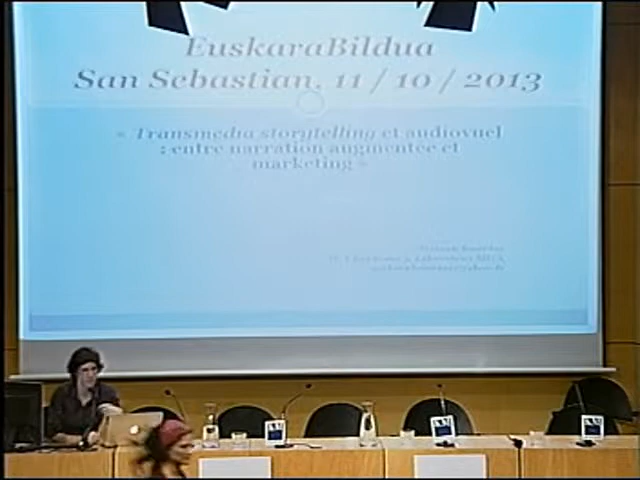 EuskaraBildua
San Sebastian, 11 / 10 / 2013
« Transmedia storytelling et audiovuel
: entre narration augmentée et
marketing »